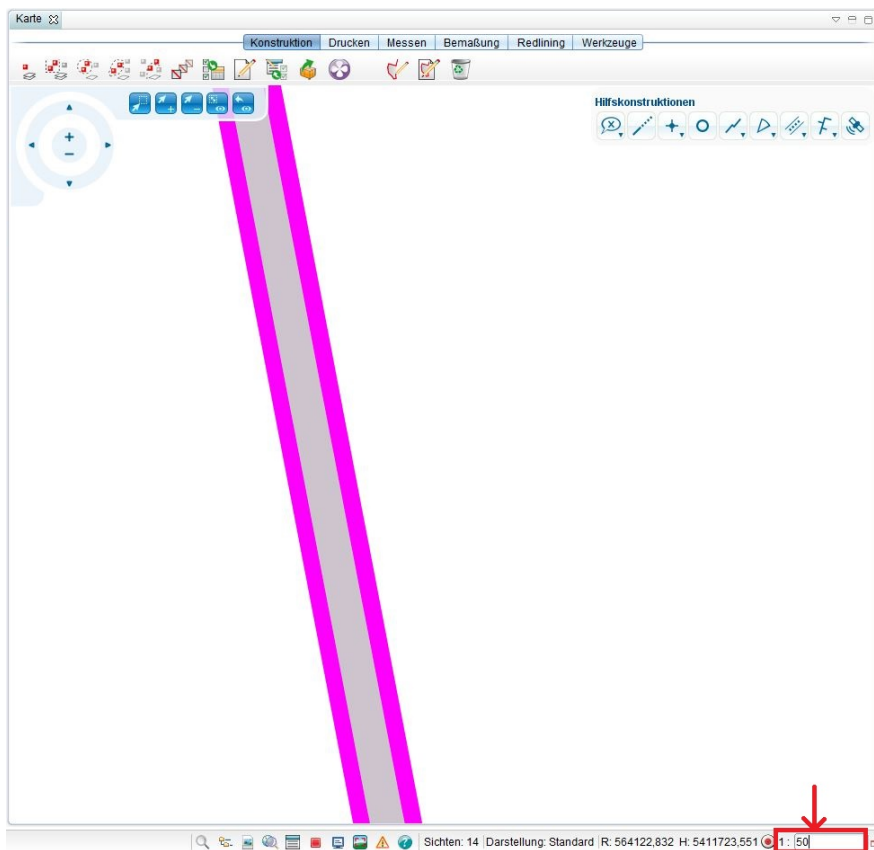 Karte
Konstruktion Drucken Messen Bemaßung Redlining Werkzeuge
Hilfskonstruktionen
Sichten: 14 Darstellung: Standard R: 564122,832 H: 5411723,551 1 : 50